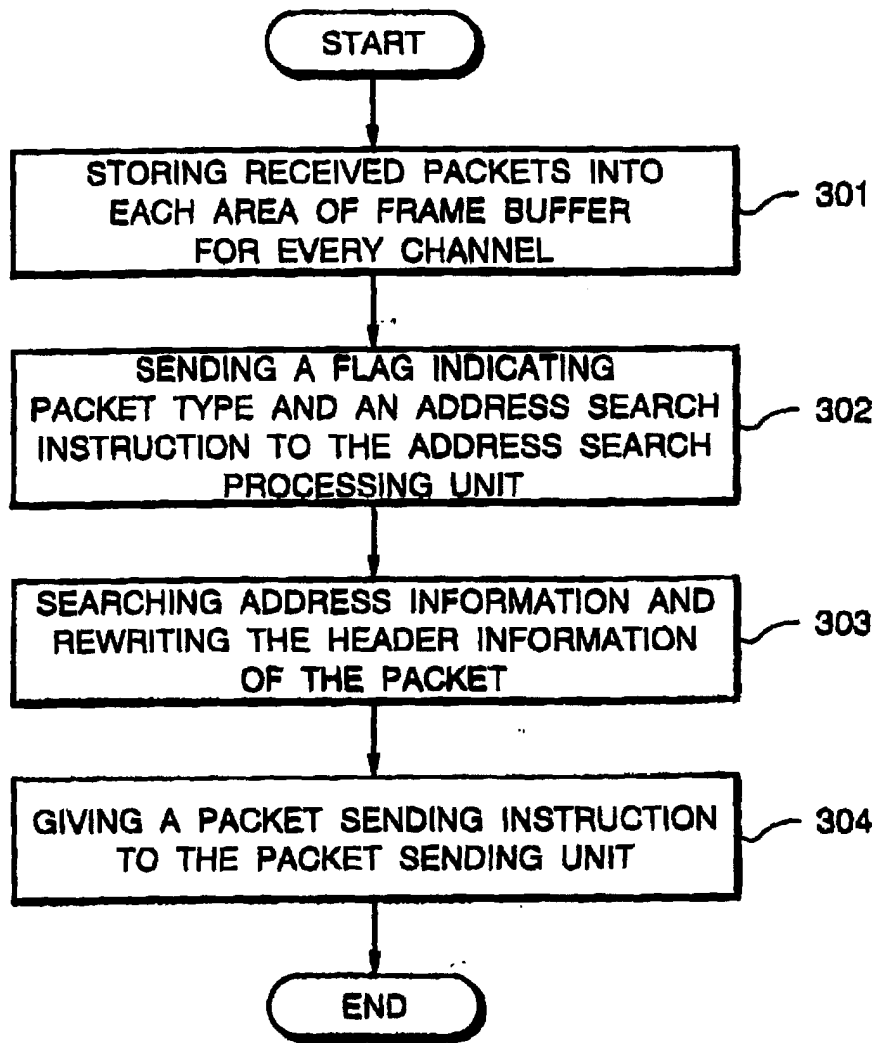 START
STORING RECEIVED PACKETS INTO
EACH AREA OF FRAME BUFFER
FOR EVERY CHANNEL
301
SENDING A FLAG INDICATING
PACKET TYPE AND AN ADDRESS SEARCH
INSTRUCTION TO THE ADDRESS SEARCH
PROCESSING UNIT
302
SEARCHING ADDRESS INFORMATION AND
REWRITING THE HEADER INFORMATION
OF THE PACKET
303
GIVING A PACKET SENDING INSTRUCTION
TO THE PACKET SENDING UNIT
304
END